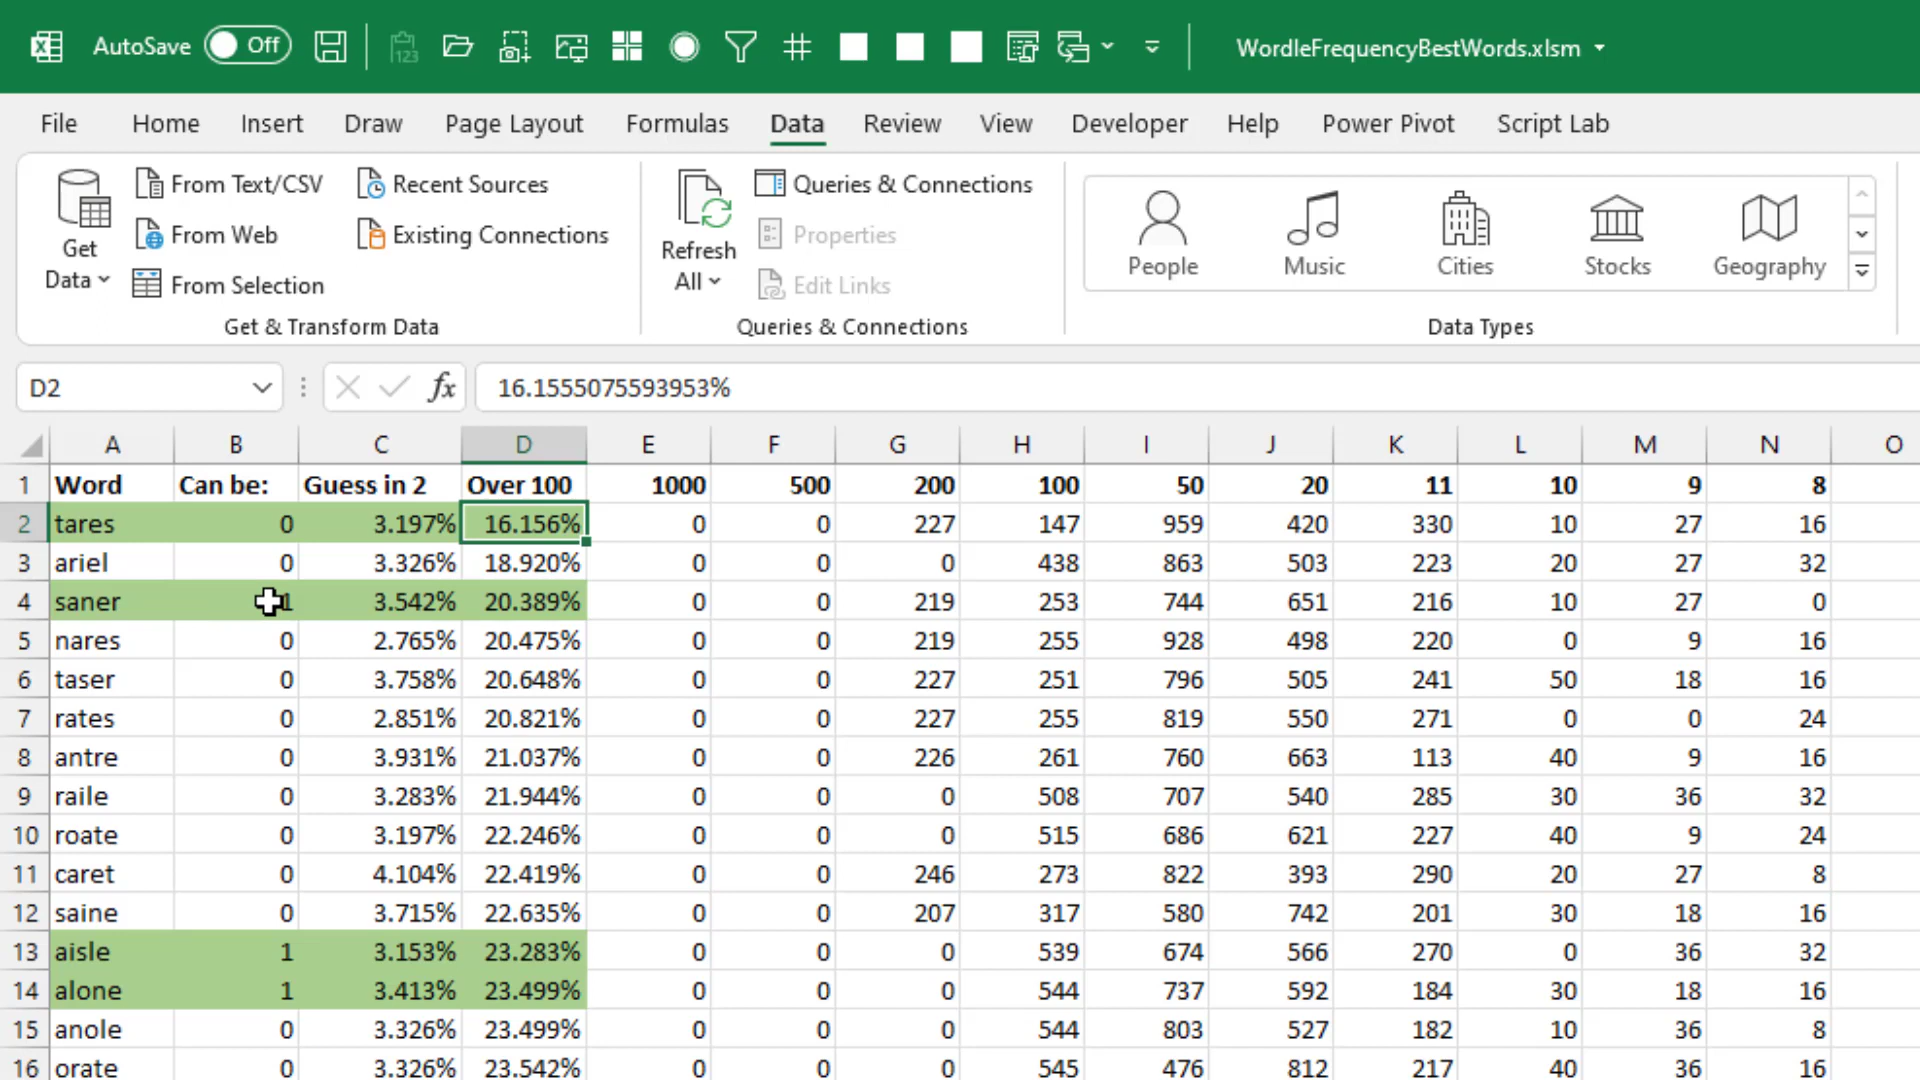 AutoSave Off 123 WordleFrequencyBestWords.xlsm
File Home Insert Draw Page Layout Formulas Data Review View Developer Help Power Pivot Script Lab
Get Data
From Text/CSV
From Web
From Selection
Recent Sources
Existing Connections
Get & Transform Data
Refresh All
Queries & Connections
Properties
Edit Links
Queries & Connections
People Music Cities Stocks Geography
Data Types
D2 fx 16.1555075593953%
A B C D E F G H I J K L M N O
1 Word Can be: Guess in 2 Over 100 1000 500 200 100 50 20 11 10 9 8
2 tares 0 3.197% 16.156% 0 0 227 147 959 420 330 10 27 16
3 ariel 0 3.326% 18.920% 0 0 0 438 863 503 223 20 27 32
4 saner 1 3.542% 20.389% 0 0 219 253 744 651 216 10 27 0
5 nares 0 2.765% 20.475% 0 0 219 255 928 498 220 0 9 16
6 taser 0 3.758% 20.648% 0 0 227 251 796 505 241 50 18 16
7 rates 0 2.851% 20.821% 0 0 227 255 819 550 271 0 0 24
8 antre 0 3.931% 21.037% 0 0 226 261 760 663 113 40 9 16
9 raile 0 3.283% 21.944% 0 0 0 508 707 540 285 30 36 32
10 roate 0 3.197% 22.246% 0 0 0 515 686 621 227 40 9 24
11 caret 0 4.104% 22.419% 0 0 246 273 822 393 290 20 27 8
12 saine 0 3.715% 22.635% 0 0 207 317 580 742 201 30 18 16
13 aisle 1 3.153% 23.283% 0 0 0 539 674 566 270 0 36 32
14 alone 1 3.413% 23.499% 0 0 0 544 737 592 184 30 18 16
15 anole 0 3.326% 23.499% 0 0 0 544 803 527 182 10 36 8
16 orate 0 3.326% 23.542% 0 0 0 545 476 812 217 40 36 16